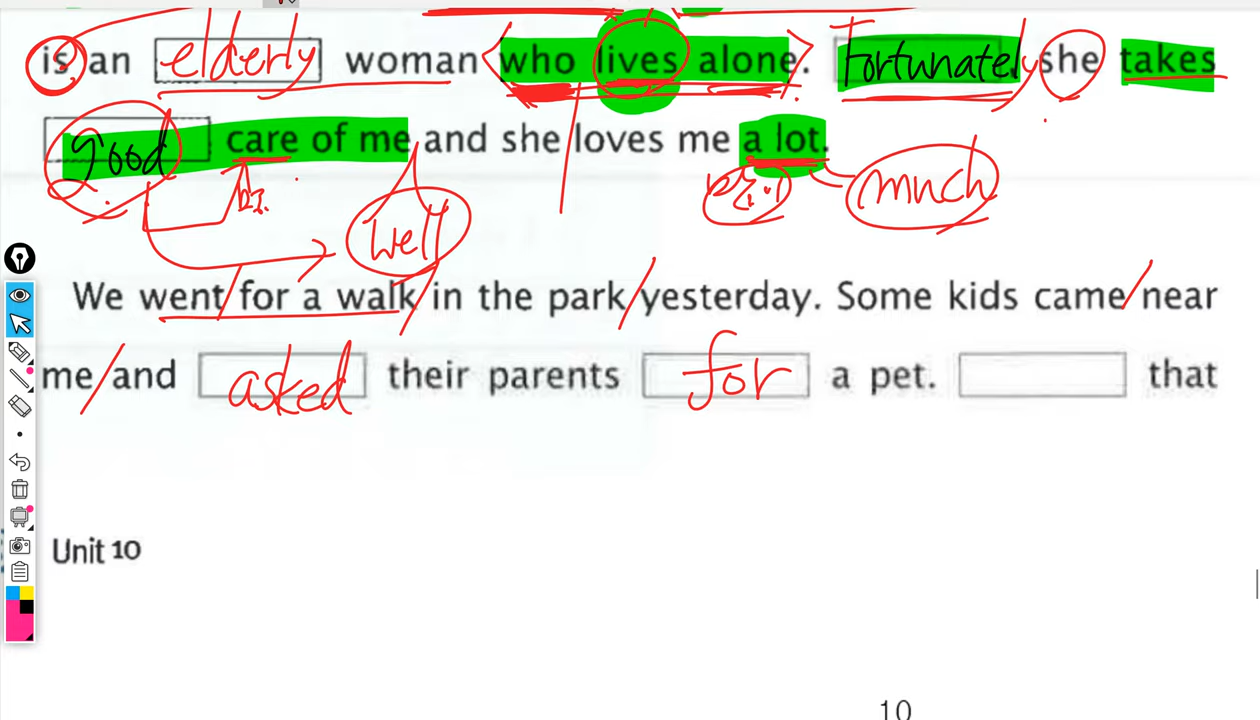 is an elderly woman who lives alone. Fortunately she takes
good care of me and she loves me a lot.
well
much
We went for a walk in the park yesterday. Some kids came near
me and asked their parents for a pet. that
Unit 10
10